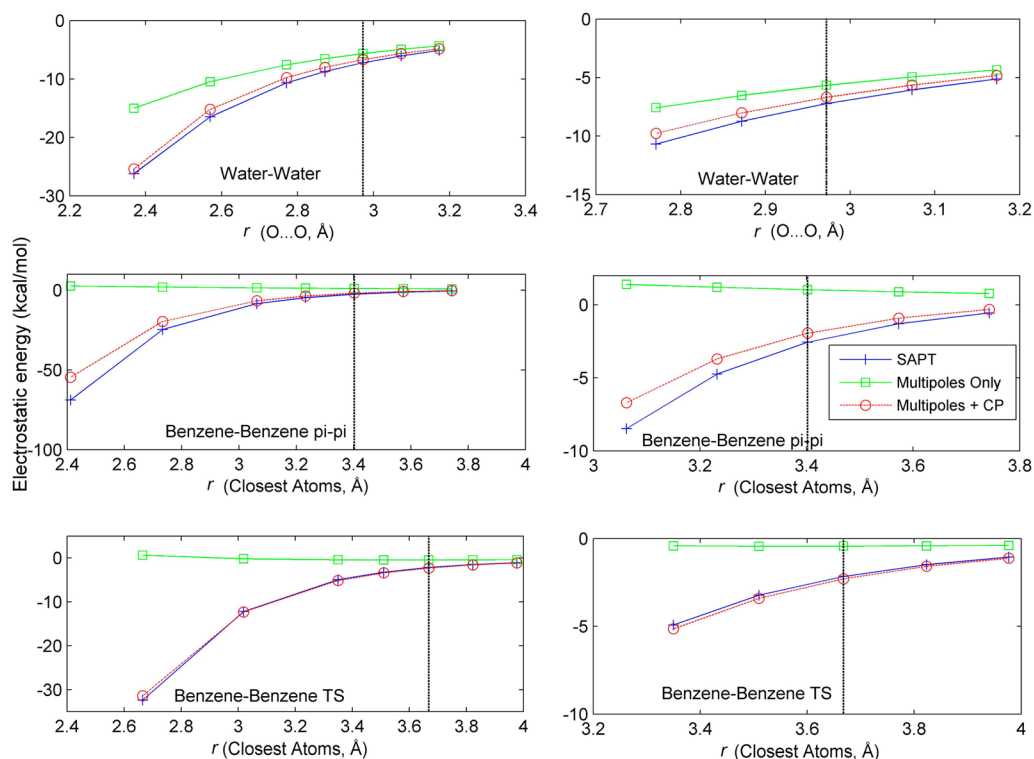 0
-10
-20
-30
Water-Water
2.2 2.4 2.6 2.8 3 3.2 3.4
r (O...O, Å)
0
-5
-10
-15
Water-Water
2.7 2.8 2.9 3 3.1 3.2
r (O...O, Å)
Electrostatic energy (kcal/mol)
0
-50
-100
Benzene-Benzene pi-pi
2.4 2.6 2.8 3 3.2 3.4 3.6 3.8 4
r (Closest Atoms, Å)
0
-5
-10
SAPT
Multipoles Only
Multipoles + CP
Benzene-Benzene pi-pi
3 3.2 3.4 3.6 3.8
r (Closest Atoms, Å)
0
-10
-20
-30
Benzene-Benzene TS
2.4 2.6 2.8 3 3.2 3.4 3.6 3.8 4
r (Closest Atoms, Å)
0
-5
-10
Benzene-Benzene TS
3.2 3.4 3.6 3.8 4
r (Closest Atoms, Å)